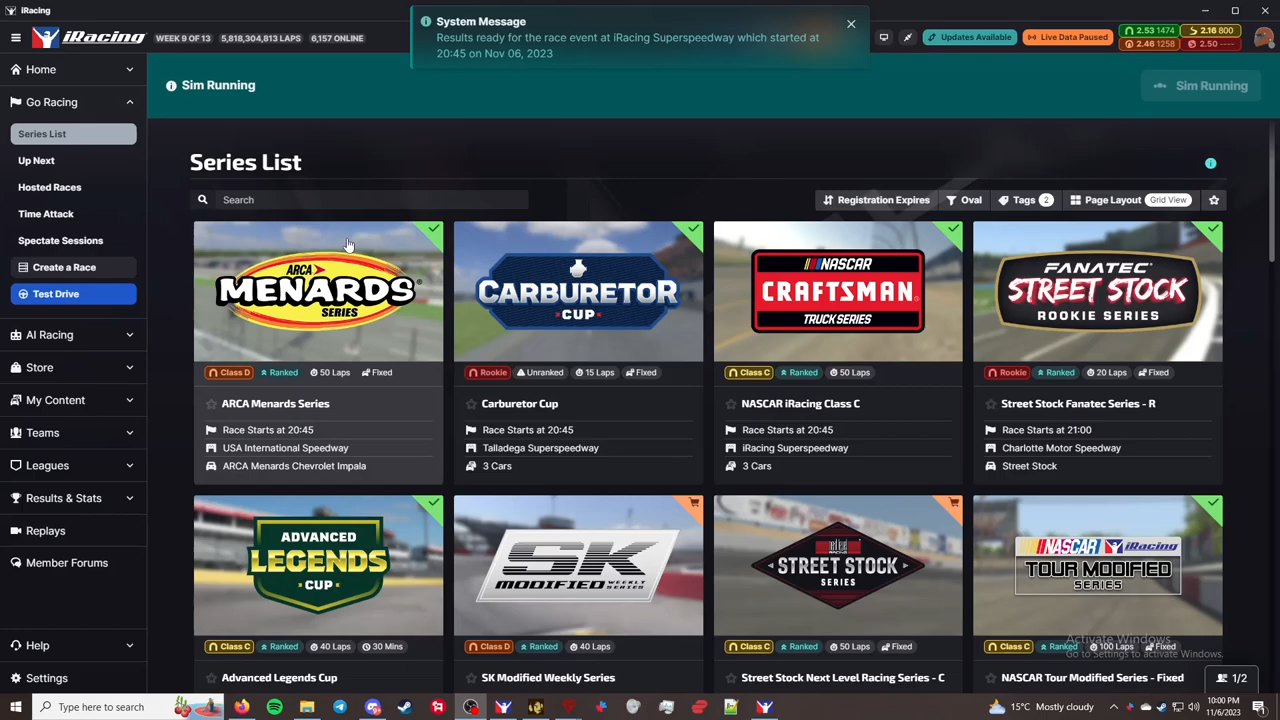 iRacing
System Message
Results ready for the race event at iRacing Superspeedway which started at
20:45 on Nov 06, 2023
iRacing
WEEK 9 OF 13
5,818,304,813 LAPS
6,157 ONLINE
Updates Available
Live Data Paused
2.53 1474
2.16 800
2.46 1258
2.50 ----
Sim Running
Sim Running
Home
Go Racing
Series List
Up Next
Hosted Races
Time Attack
Spectate Sessions
Create a Race
Test Drive
AI Racing
Store
My Content
Teams
Leagues
Results & Stats
Replays
Member Forums
Help
Settings
Series List
Search
Registration Expires
Oval
Tags 2
Page Layout Grid View
ARCA
MENARDS
SERIES
Class D Ranked 50 Laps Fixed
ARCA Menards Series
Race Starts at 20:45
USA International Speedway
ARCA Menards Chevrolet Impala
CARBURETOR
CUP
Rookie Unranked 15 Laps Fixed
Carburetor Cup
Race Starts at 20:45
Talladega Superspeedway
3 Cars
NASCAR
CRAFTSMAN
TRUCK SERIES
Class C Ranked 50 Laps
NASCAR iRacing Class C
Race Starts at 20:45
iRacing Superspeedway
3 Cars
FANATEC
STREET STOCK
ROOKIE SERIES
Rookie Ranked 20 Laps Fixed
Street Stock Fanatec Series - R
Race Starts at 21:00
Charlotte Motor Speedway
Street Stock
ADVANCED
LEGENDS
CUP
Class C Ranked 40 Laps 30 Mins
Advanced Legends Cup
SK
MODIFIED WEEKLY SERIES
Class D Ranked 40 Laps
SK Modified Weekly Series
STREET STOCK
SERIES
Class C Ranked 50 Laps Fixed
Street Stock Next Level Racing Series - C
NASCAR iRacing
TOUR MODIFIED
SERIES
Class C Ranked 100 Laps Fixed
NASCAR Tour Modified Series - Fixed
Activate Windows
Go to Settings to activate Windows.
1/2
Type here to search
15°C Mostly cloudy
10:00 PM
11/6/2023